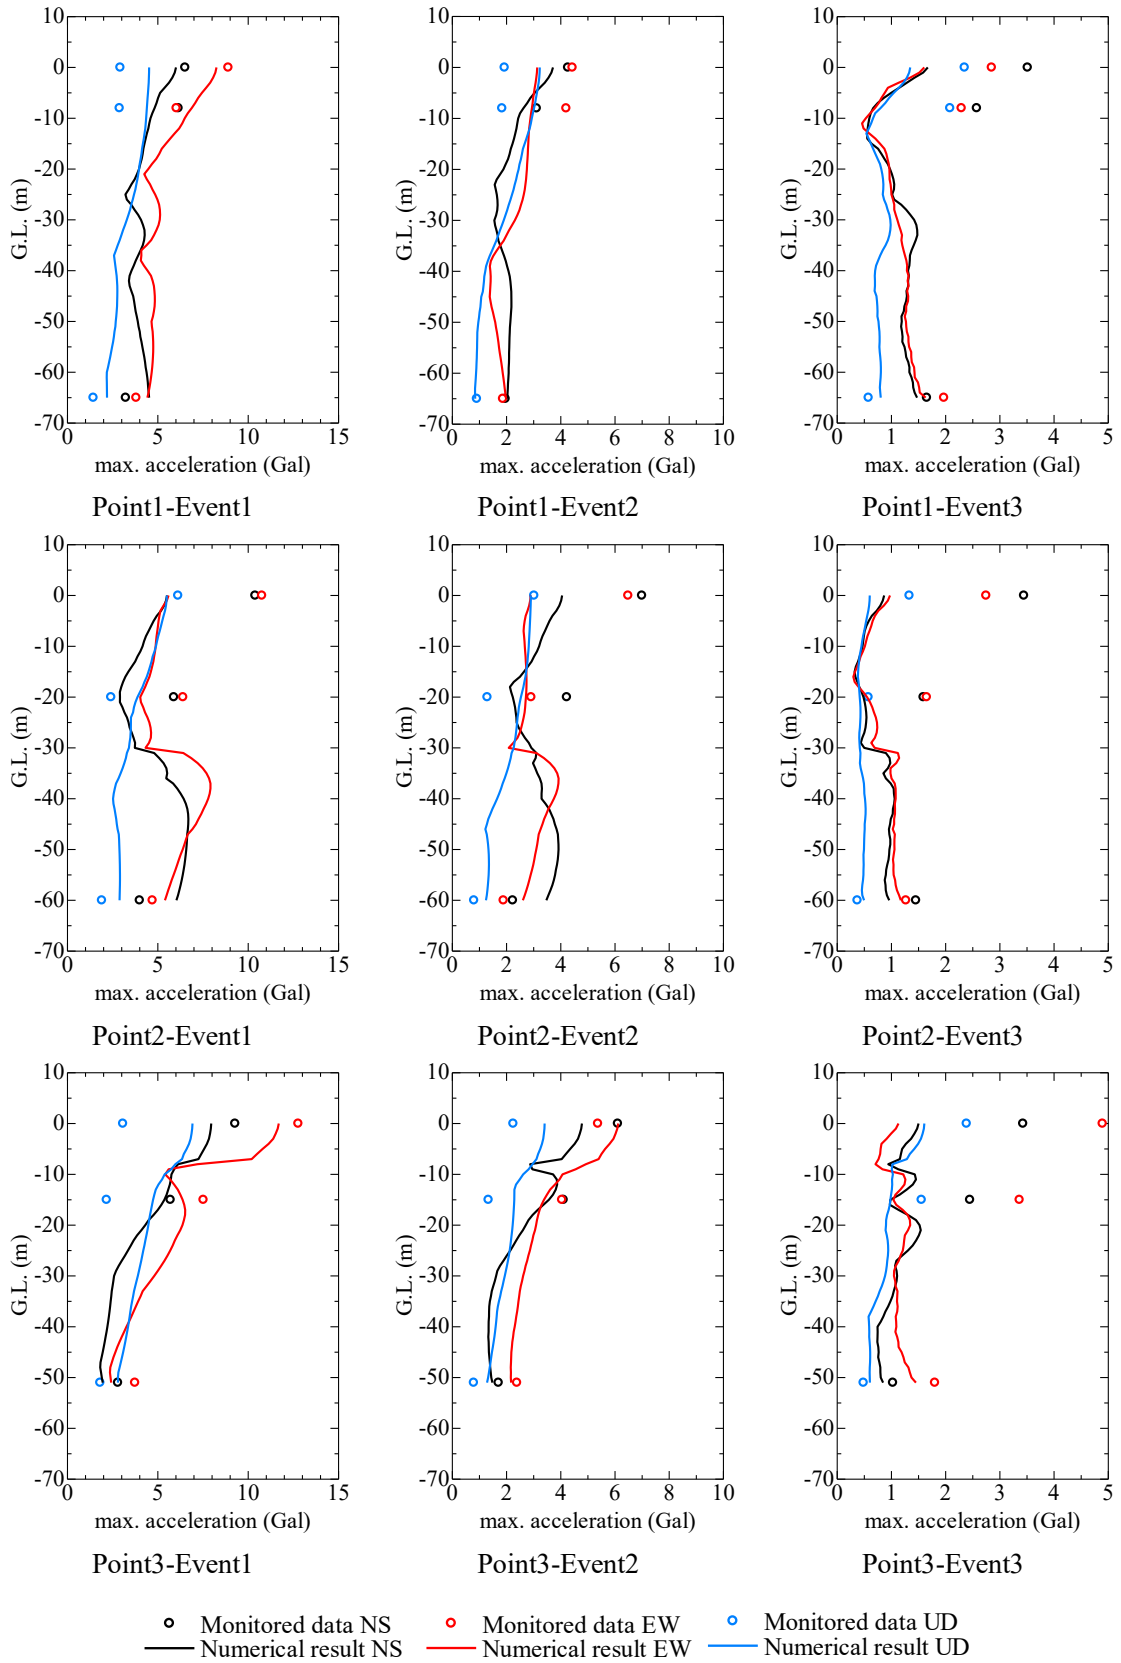 10 10 10
0 0 0
-10 -10 -10
-20 -20 -20
-30 -30 -30
-40 -40 -40
-50 -50 -50
-60 -60 -60
-70 -70 -70
G.L. (m) G.L. (m) G.L. (m)
0 5 10 15 0 2 4 6 8 10 0 1 2 3 4 5
max. acceleration (Gal) max. acceleration (Gal) max. acceleration (Gal)
Point1-Event1 Point1-Event2 Point1-Event3
10 10 10
0 0 0
-10 -10 -10
-20 -20 -20
-30 -30 -30
-40 -40 -40
-50 -50 -50
-60 -60 -60
-70 -70 -70
G.L. (m) G.L. (m) G.L. (m)
0 5 10 15 0 2 4 6 8 10 0 1 2 3 4 5
max. acceleration (Gal) max. acceleration (Gal) max. acceleration (Gal)
Point2-Event1 Point2-Event2 Point2-Event3
10 10 10
0 0 0
-10 -10 -10
-20 -20 -20
-30 -30 -30
-40 -40 -40
-50 -50 -50
-60 -60 -60
-70 -70 -70
G.L. (m) G.L. (m) G.L. (m)
0 5 10 15 0 2 4 6 8 10 0 1 2 3 4 5
max. acceleration (Gal) max. acceleration (Gal) max. acceleration (Gal)
Point3-Event1 Point3-Event2 Point3-Event3
Monitored data NS Monitored data EW Monitored data UD
Numerical result NS Numerical result EW Numerical result UD